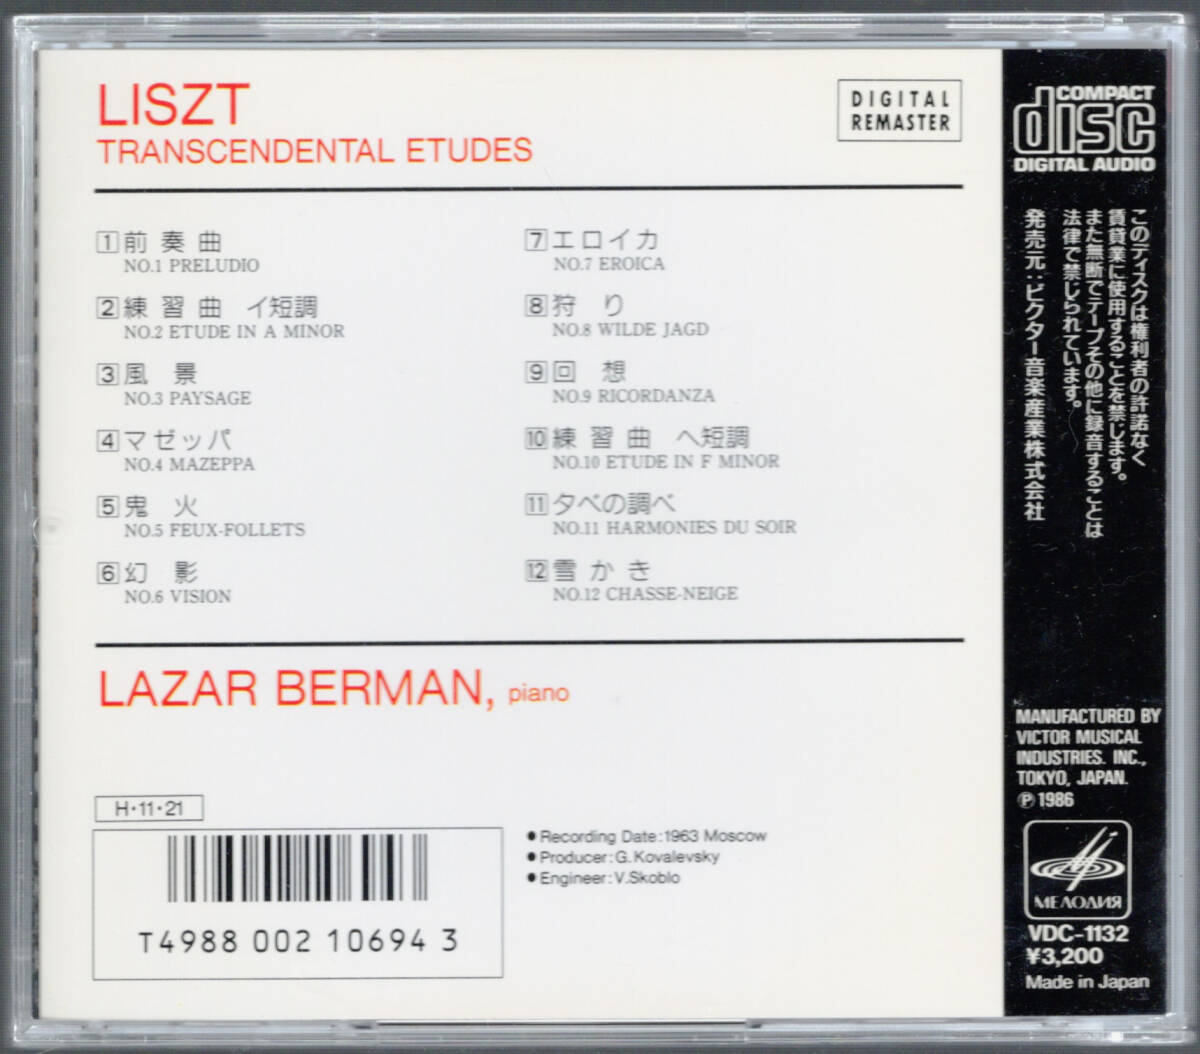 LISZT
TRANSCENDENTAL ETUDES
DIGITAL
REMASTER
1 前奏曲
NO.1 PRELUDIO
2 練習曲 イ短調
NO.2 ETUDE IN A MINOR
3 風景
NO.3 PAYSAGE
4 マゼッパ
NO.4 MAZEPPA
5 鬼火
NO.5 FEUX-FOLLETS
6 幻影
NO.6 VISION
7 エロイカ
NO.7 EROICA
8 狩り
NO.8 WILDE JAGD
9 回想
NO.9 RICORDANZA
10 練習曲 ヘ短調
NO.10 ETUDE IN F MINOR
11 夕べの調べ
NO.11 HARMONIES DU SOIR
12 雪かき
NO.12 CHASSE-NEIGE
LAZAR BERMAN, piano
H·11·21
T4988 002 10694 3
●Recording Date:1963 Moscow
●Producer:G.Kovalevsky
●Engineer:V.Skoblo
COMPACT
disc
DIGITAL AUDIO
このディスクは権利者の許諾なく
賃貸業に使用することを禁じます。
また無断でテープその他に録音することは
法律で禁じられています。
発売元:ビクター音楽産業株式会社
MANUFACTURED BY
VICTOR MUSICAL
INDUSTRIES. INC.,
TOKYO, JAPAN.
Ⓟ1986
МЕЛОДИЯ
VDC-1132
¥3,200
Made in Japan